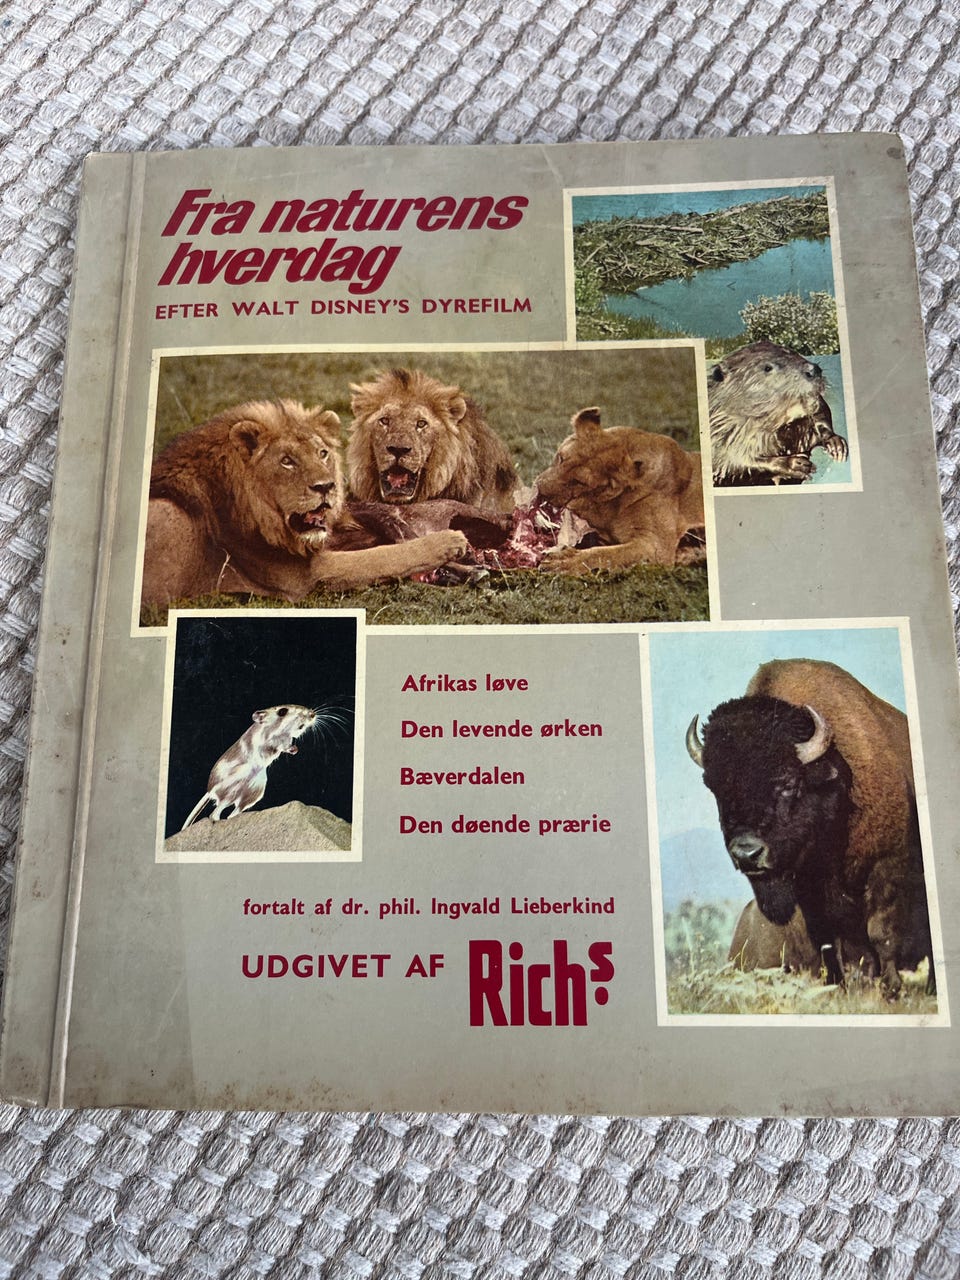 Fra naturens
hverdag
EFTER WALT DISNEY'S DYREFILM
Afrikas løve
Den levende ørken
Bæverdalen
Den døende prærie
fortalt af dr. phil. Ingvald Lieberkind
UDGIVET AF Rich's